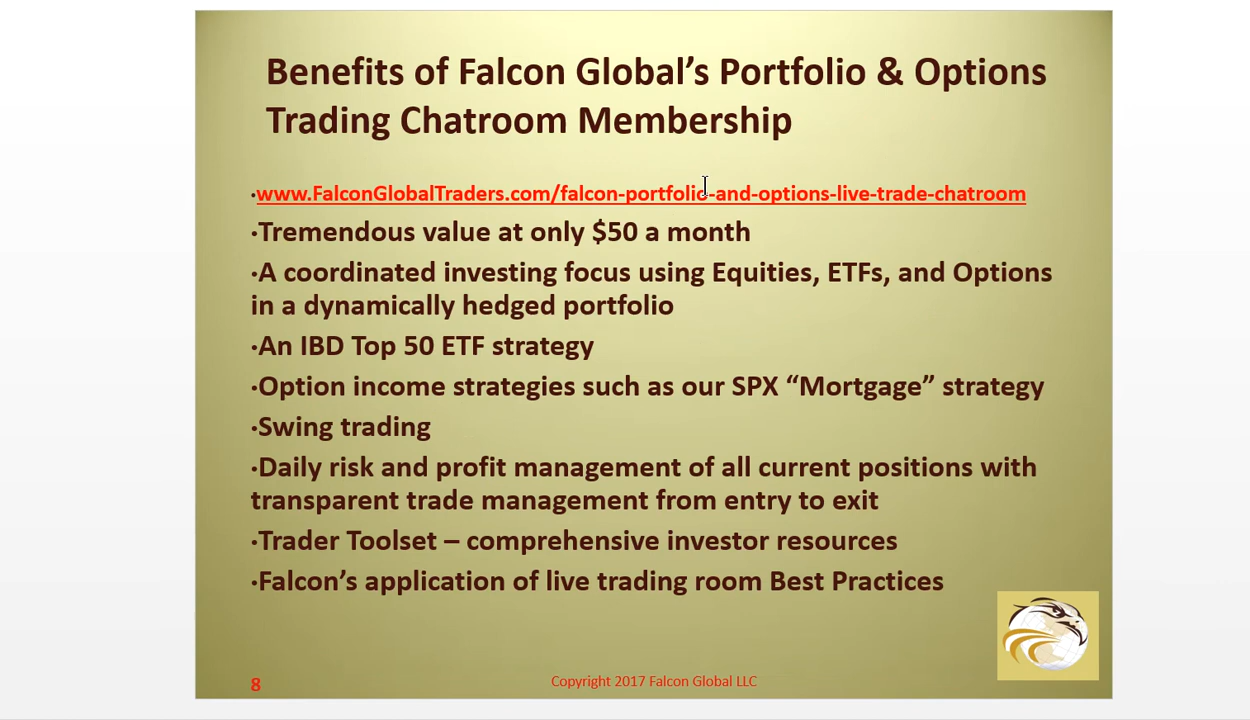 Benefits of Falcon Global’s Portfolio & Options
Trading Chatroom Membership
•www.FalconGlobalTraders.com/falcon-portfolio-and-options-live-trade-chatroom
•Tremendous value at only $50 a month
•A coordinated investing focus using Equities, ETFs, and Options
in a dynamically hedged portfolio
•An IBD Top 50 ETF strategy
•Option income strategies such as our SPX “Mortgage” strategy
•Swing trading
•Daily risk and profit management of all current positions with
transparent trade management from entry to exit
•Trader Toolset – comprehensive investor resources
•Falcon’s application of live trading room Best Practices
8
Copyright 2017 Falcon Global LLC